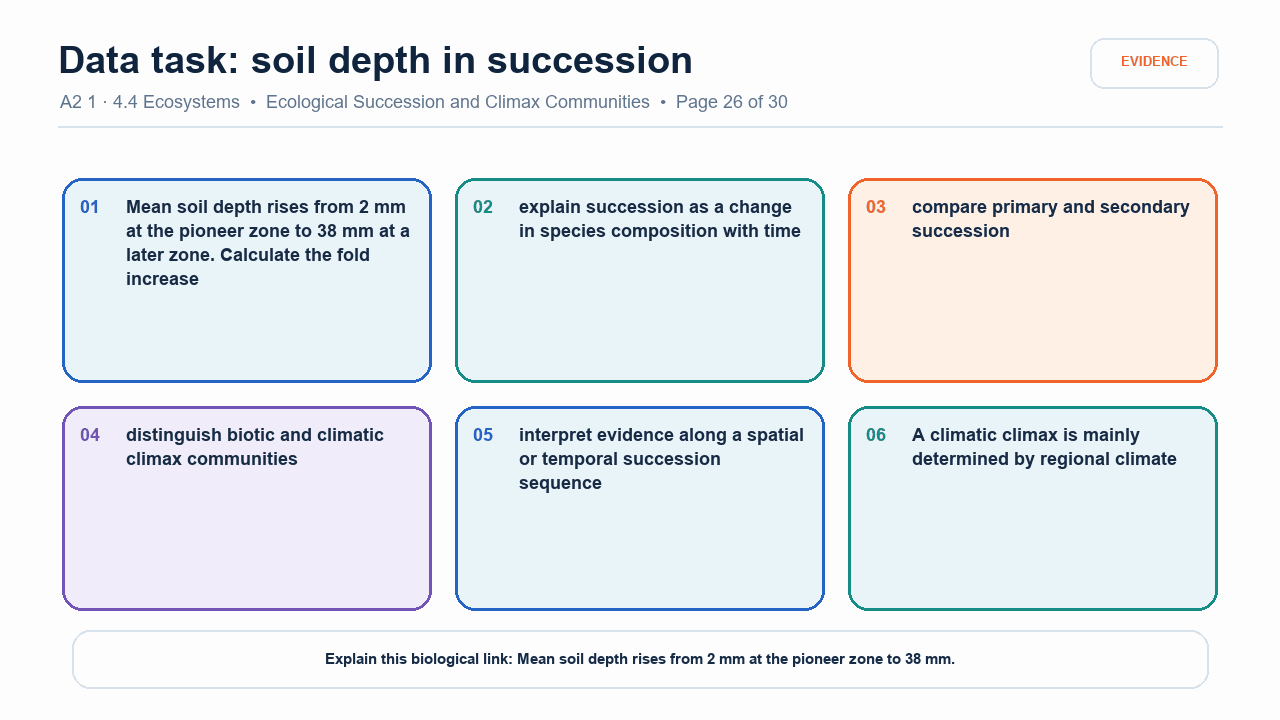 Data task: soil depth in succession
EVIDENCE
A2 1 · 4.4 Ecosystems • Ecological Succession and Climax Communities • Page 26 of 30
01
Mean soil depth rises from 2 mm
at the pioneer zone to 38 mm at a
later zone. Calculate the fold
increase
02
explain succession as a change
in species composition with time
03
compare primary and secondary
succession
04
distinguish biotic and climatic
climax communities
05
interpret evidence along a spatial
or temporal succession
sequence
06
A climatic climax is mainly
determined by regional climate
Explain this biological link: Mean soil depth rises from 2 mm at the pioneer zone to 38 mm.